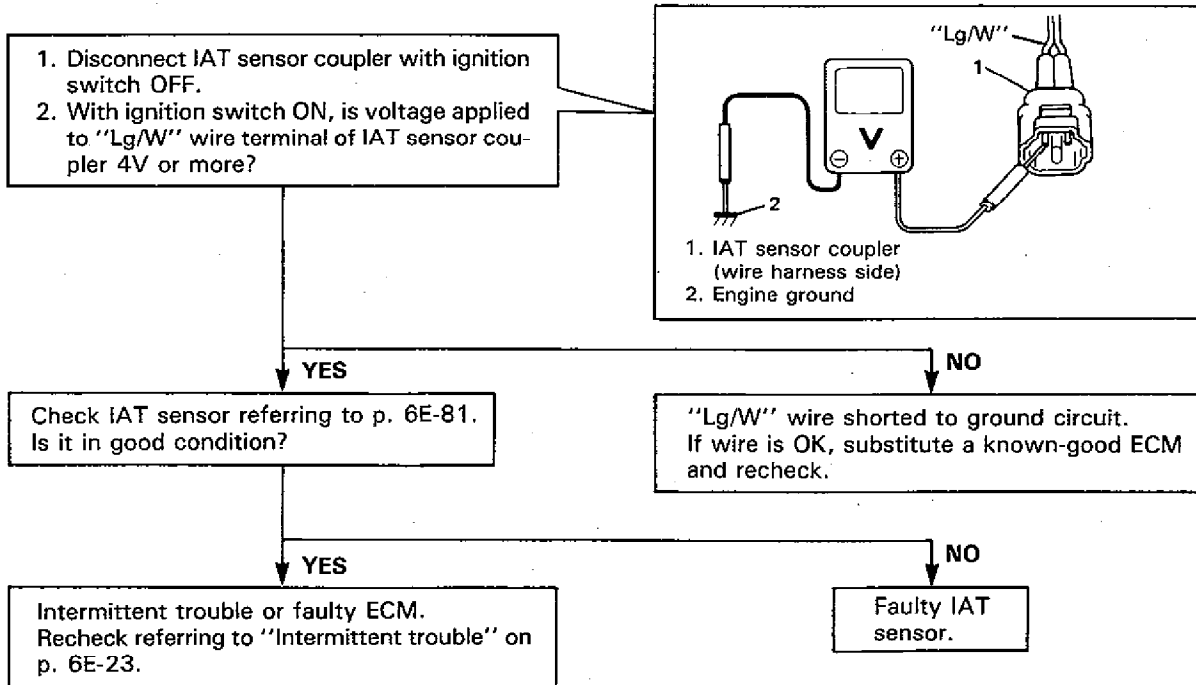 1. Disconnect IAT sensor coupler with ignition
switch OFF.
2. With ignition switch ON, is voltage applied
to "Lg/W" wire terminal of IAT sensor cou-
pler 4V or more?
"Lg/W"
1
V
⊖ ⊕
2
1. IAT sensor coupler
(wire harness side)
2. Engine ground
YES
NO
Check IAT sensor referring to p. 6E-81.
Is it in good condition?
"Lg/W" wire shorted to ground circuit.
If wire is OK, substitute a known-good ECM
and recheck.
YES
NO
Intermittent trouble or faulty ECM.
Recheck referring to "Intermittent trouble" on
p. 6E-23.
Faulty IAT
sensor.